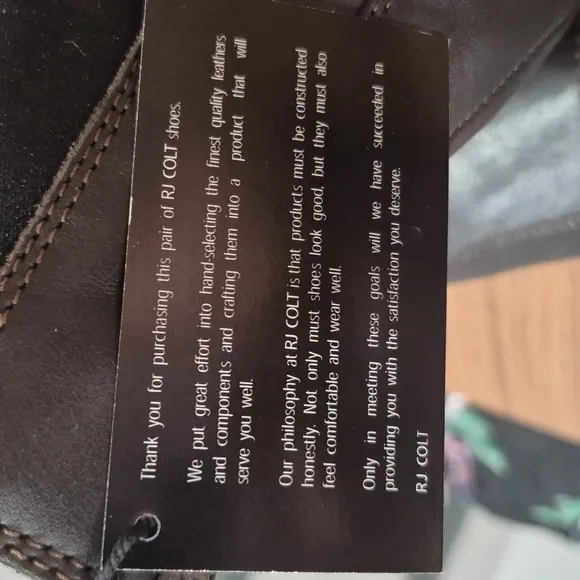 Thank you for purchasing this pair of RJ COLT shoes.
We put great effort into hand-selecting the finest quality leathers
and components and crafting them into a product that will
serve you well.
Our philosophy at RJ COLT is that products must be constructed
honestly. Not only must shoes look good, but they must also
feel comfortable and wear well.
Only in meeting these goals will we have succeeded in
providing you with the satisfaction you deserve.
RJ COLT